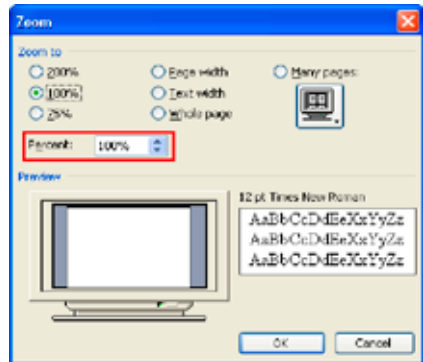 Zoom
Zoom to
200% Page width Many pages:
100% Text width
75% Whole page
Percent: 100%
Preview
12 pt Times New Roman
AaBbCcDdEeXxYyZz
AaBbCcDdEeXxYyZz
AaBbCcDdEeXxYyZz
OK Cancel